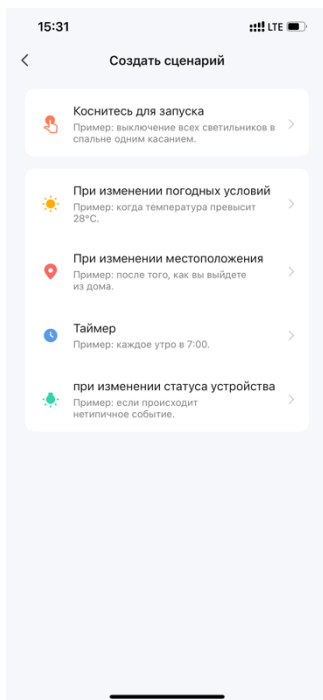 15:31
LTE
Создать сценарий
Коснитесь для запуска
Пример: выключение всех светильников в
спальне одним касанием.
При изменении погодных условий
Пример: когда температура превысит
28°C.
При изменении местоположения
Пример: после того, как вы выйдете
из дома.
Таймер
Пример: каждое утро в 7:00.
при изменении статуса устройства
Пример: если происходит
нетипичное событие.